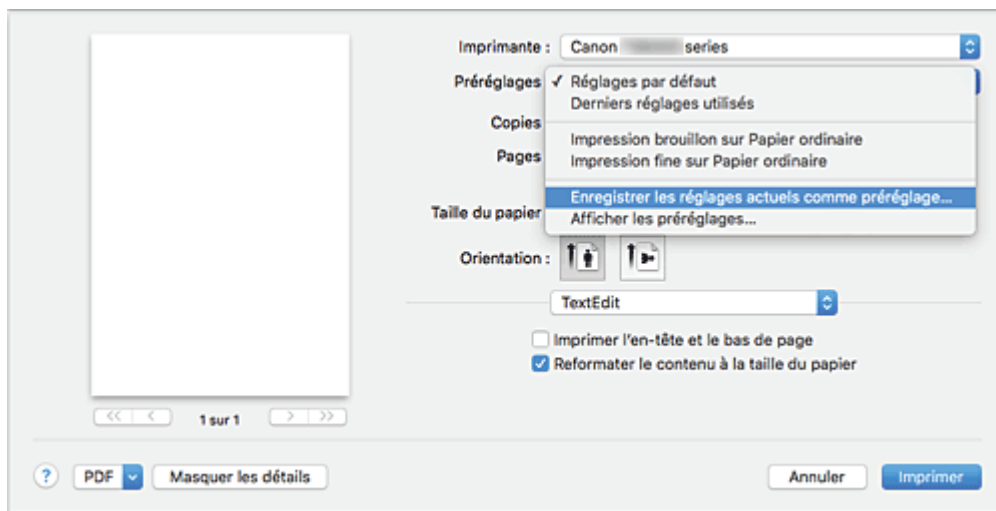 Imprimante : Canon series
Préréglages ✓ Réglages par défaut
Derniers réglages utilisés
Copies
Impression brouillon sur Papier ordinaire
Pages
Impression fine sur Papier ordinaire
Enregistrer les réglages actuels comme préréglage...
Taille du papier
Afficher les préréglages...
Orientation :
TextEdit
Imprimer l'en-tête et le bas de page
Reformater le contenu à la taille du papier
<< < 1 sur 1 > >>
? PDF Masquer les détails Annuler Imprimer